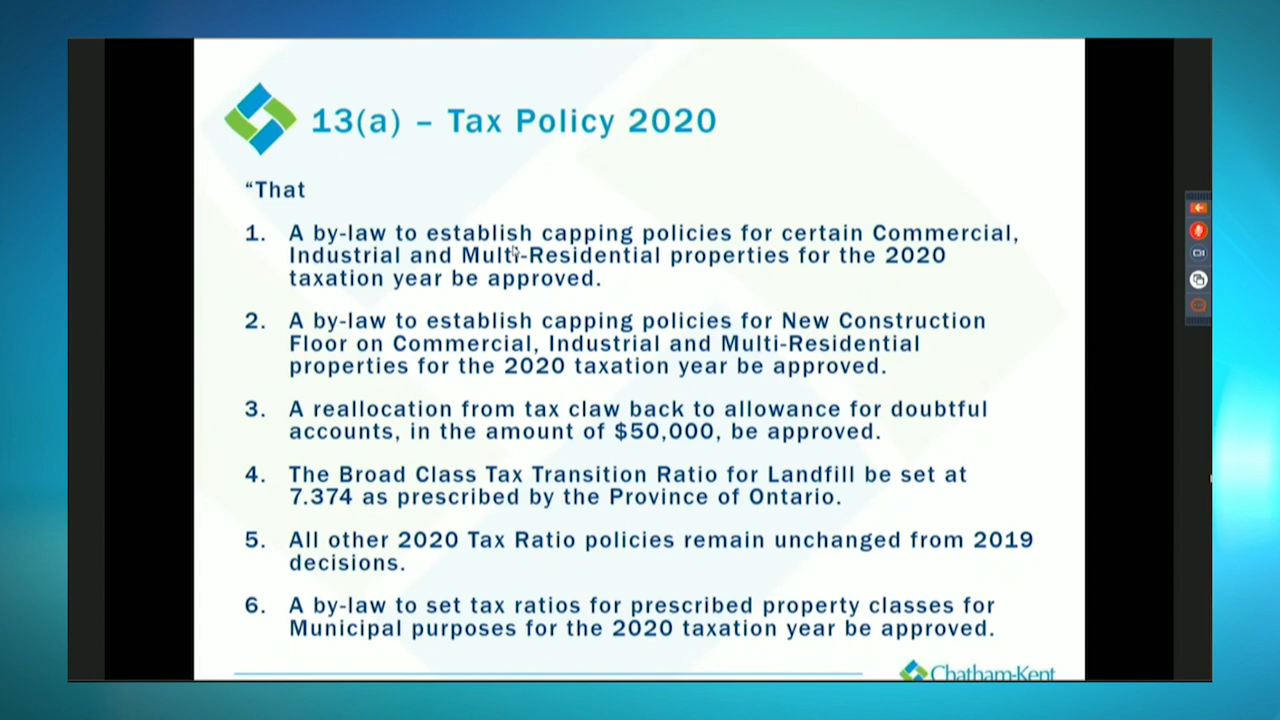 13(a) – Tax Policy 2020
“That
1. A by-law to establish capping policies for certain Commercial,
Industrial and Multi-Residential properties for the 2020
taxation year be approved.
2. A by-law to establish capping policies for New Construction
Floor on Commercial, Industrial and Multi-Residential
properties for the 2020 taxation year be approved.
3. A reallocation from tax claw back to allowance for doubtful
accounts, in the amount of $50,000, be approved.
4. The Broad Class Tax Transition Ratio for Landfill be set at
7.374 as prescribed by the Province of Ontario.
5. All other 2020 Tax Ratio policies remain unchanged from 2019
decisions.
6. A by-law to set tax ratios for prescribed property classes for
Municipal purposes for the 2020 taxation year be approved.
Chatham-Kent